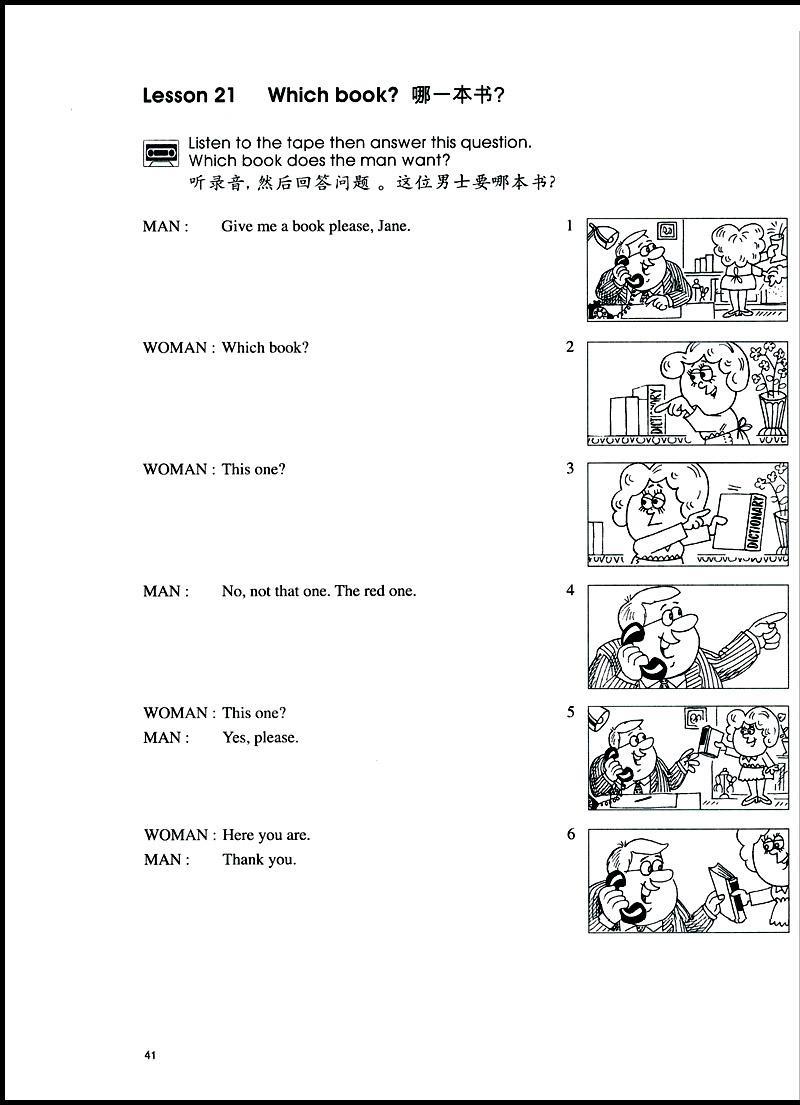 Lesson 21 Which book? 哪一本书?
Listen to the tape then answer this question.
Which book does the man want?
听录音, 然后回答问题 。这位男士要哪本书?
MAN : Give me a book please, Jane. 1
WOMAN : Which book? 2
DICTIONARY
WOMAN : This one? 3
DICTIONARY
MAN : No, not that one. The red one. 4
WOMAN : This one? 5
MAN : Yes, please.
WOMAN : Here you are. 6
MAN : Thank you.
41